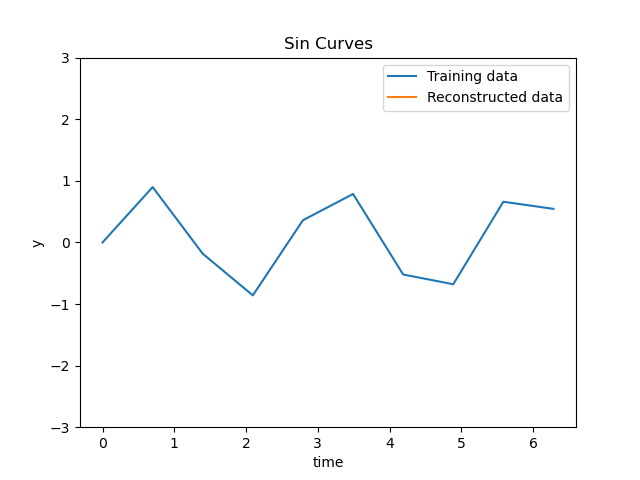 Sin Curves
Training data
Reconstructed data
3
2
1
0
−1
−2
−3
y
0 1 2 3 4 5 6
time